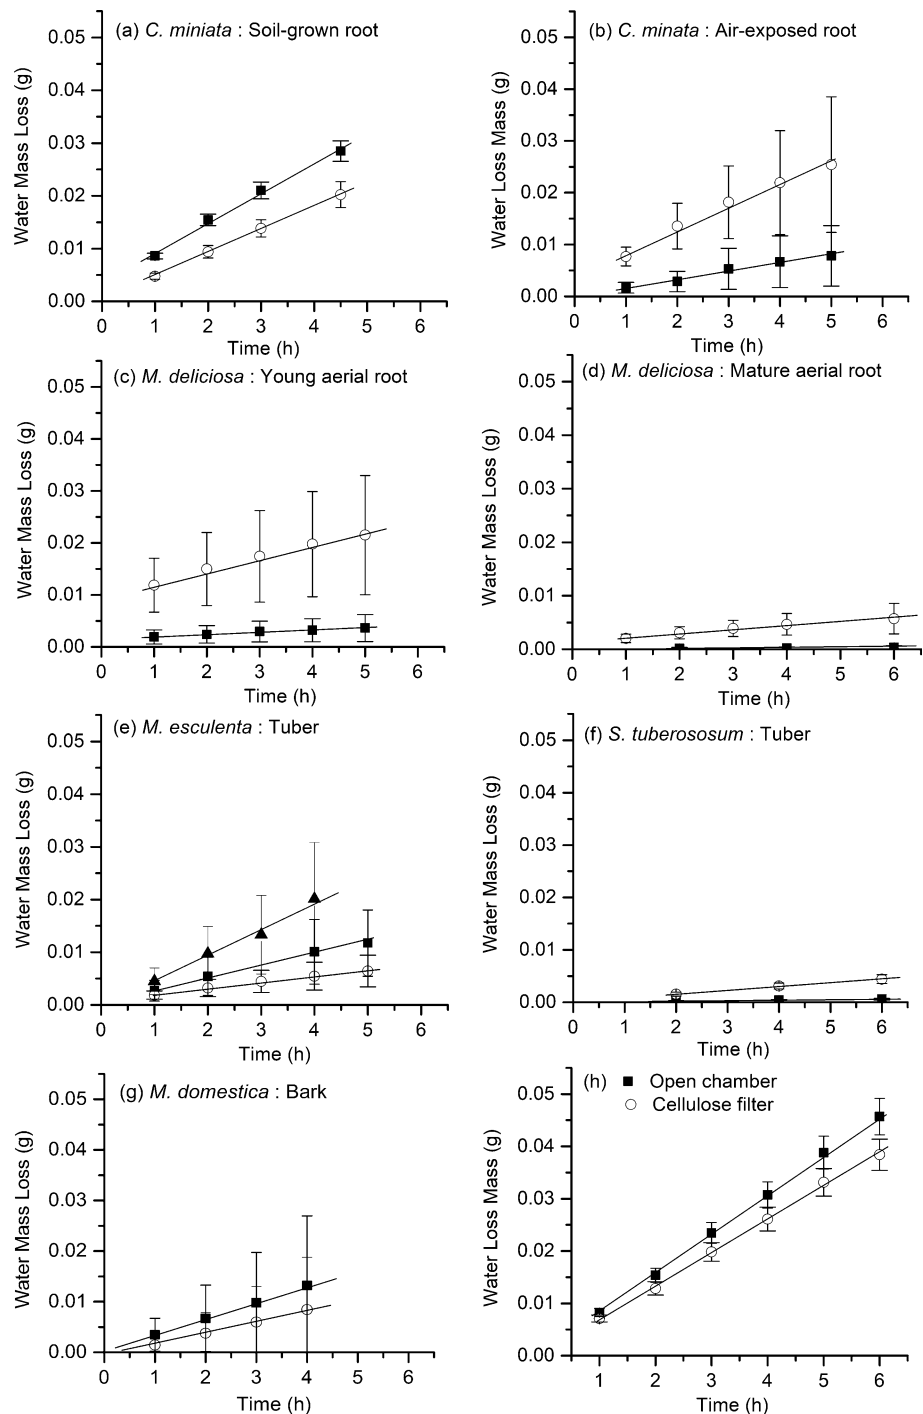 (a) C. miniata : Soil-grown root
Water Mass Loss (g)
0.05
0.04
0.03
0.02
0.01
0.00
0 1 2 3 4 5 6
Time (h)
(b) C. minata : Air-exposed root
Water Loss Mass (g)
0.05
0.04
0.03
0.02
0.01
0.00
0 1 2 3 4 5 6
Time (h)
(c) M. deliciosa : Young aerial root
Water Mass Loss (g)
0.05
0.04
0.03
0.02
0.01
0.00
0 1 2 3 4 5 6
Time (h)
(d) M. deliciosa : Mature aerial root
Water Mass Loss (g)
0.05
0.04
0.03
0.02
0.01
0.00
0 1 2 3 4 5 6
Time (h)
(e) M. esculenta : Tuber
Water Mass Loss (g)
0.05
0.04
0.03
0.02
0.01
0.00
0 1 2 3 4 5 6
Time (h)
(f) S. tuberososum : Tuber
Water Mass Loss (g)
0.05
0.04
0.03
0.02
0.01
0.00
0 1 2 3 4 5 6
Time (h)
(g) M. domestica : Bark
Water Mass Loss (g)
0.05
0.04
0.03
0.02
0.01
0.00
0 1 2 3 4 5 6
Time (h)
(h)
Open chamber
Cellulose filter
Water Loss Mass (g)
0.05
0.04
0.03
0.02
0.01
0.00
1 2 3 4 5 6
Time (h)